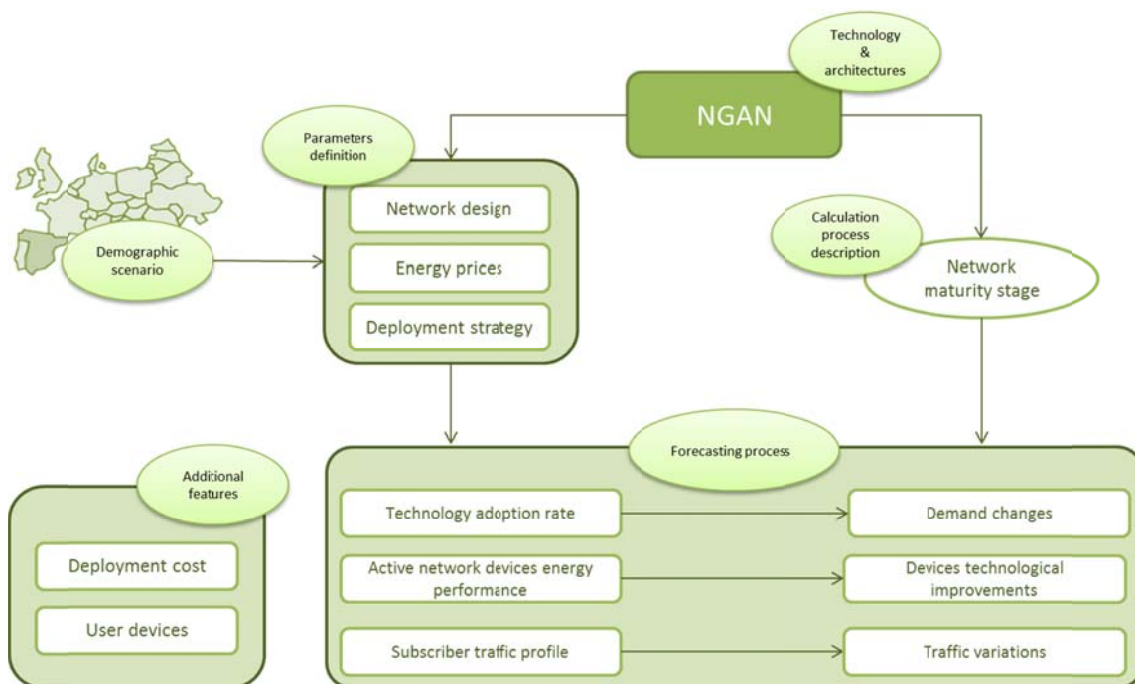 Technology
&
architectures
NGAN
Parameters
definition
Network design
Energy prices
Deployment strategy
Demographic
scenario
Calculation
process
description
Network
maturity stage
Forecasting process
Technology adoption rate
Demand changes
Active network devices energy
performance
Devices technological
improvements
Subscriber traffic profile
Traffic variations
Additional
features
Deployment cost
User devices